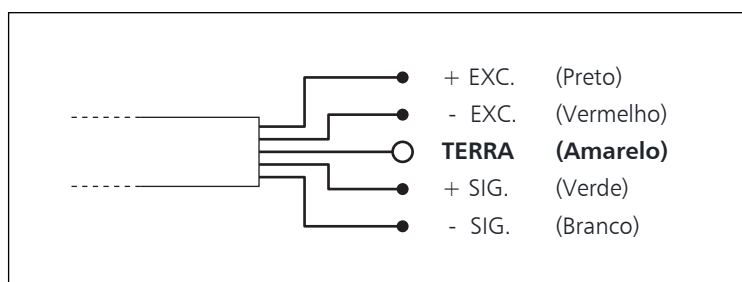 + EXC. (Preto)
- EXC. (Vermelho)
TERRA (Amarelo)
+ SIG. (Verde)
- SIG. (Branco)